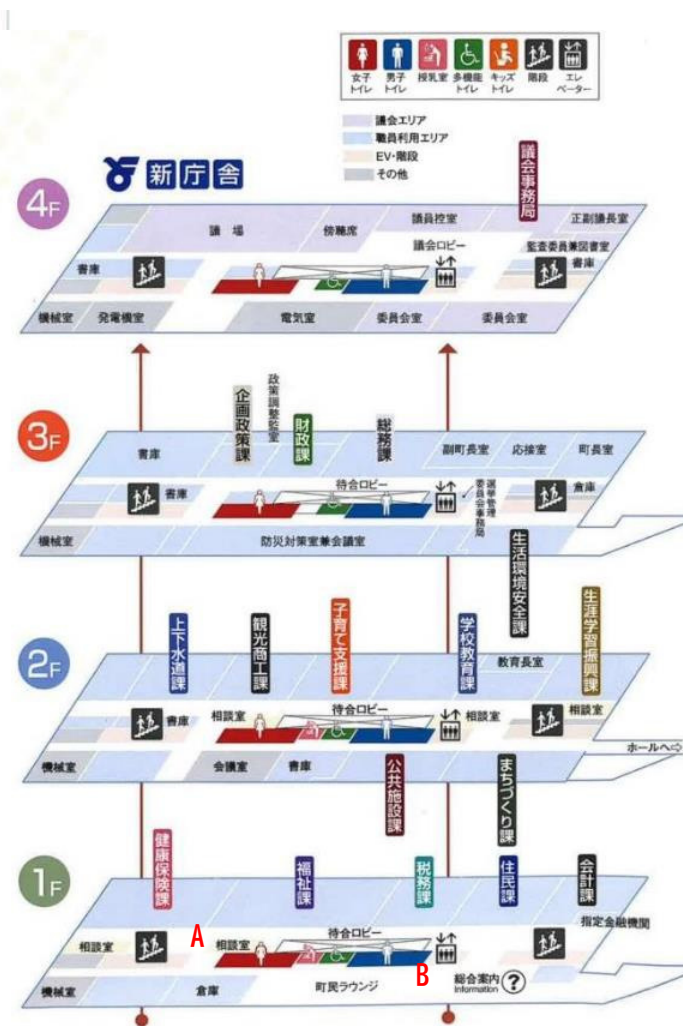 女子
トイレ
男子
トイレ
授乳室
多機能
トイレ
キッズ
トイレ
階段
エレ
ベーター
議会エリア
職員利用エリア
EV・階段
その他
新庁舎
4F
議会事務局
議場
傍聴席
議員控室
正副議長室
議会ロビー
監査委員兼図書室
書庫
書庫
機械室
発電機室
電気室
委員会室
委員会室
3F
企画政策課
政策調整監室
財政課
総務課
書庫
副町長室
応接室
町長室
待合ロビー
書庫
選挙管理
委員会事務局
倉庫
機械室
防災対策室兼会議室
2F
上下水道課
観光商工課
子育て支援課
学校教育課
生活環境安全課
生涯学習振興課
教育長室
待合ロビー
書庫
相談室
相談室
相談室
ホールへ⇨
機械室
会議室
書庫
公共施設課
まちづくり課
1F
健康保険課
福祉課
税務課
住民課
会計課
指定金融機関
待合ロビー
相談室
A
相談室
B
機械室
倉庫
町民ラウンジ
総合案内
Information
?